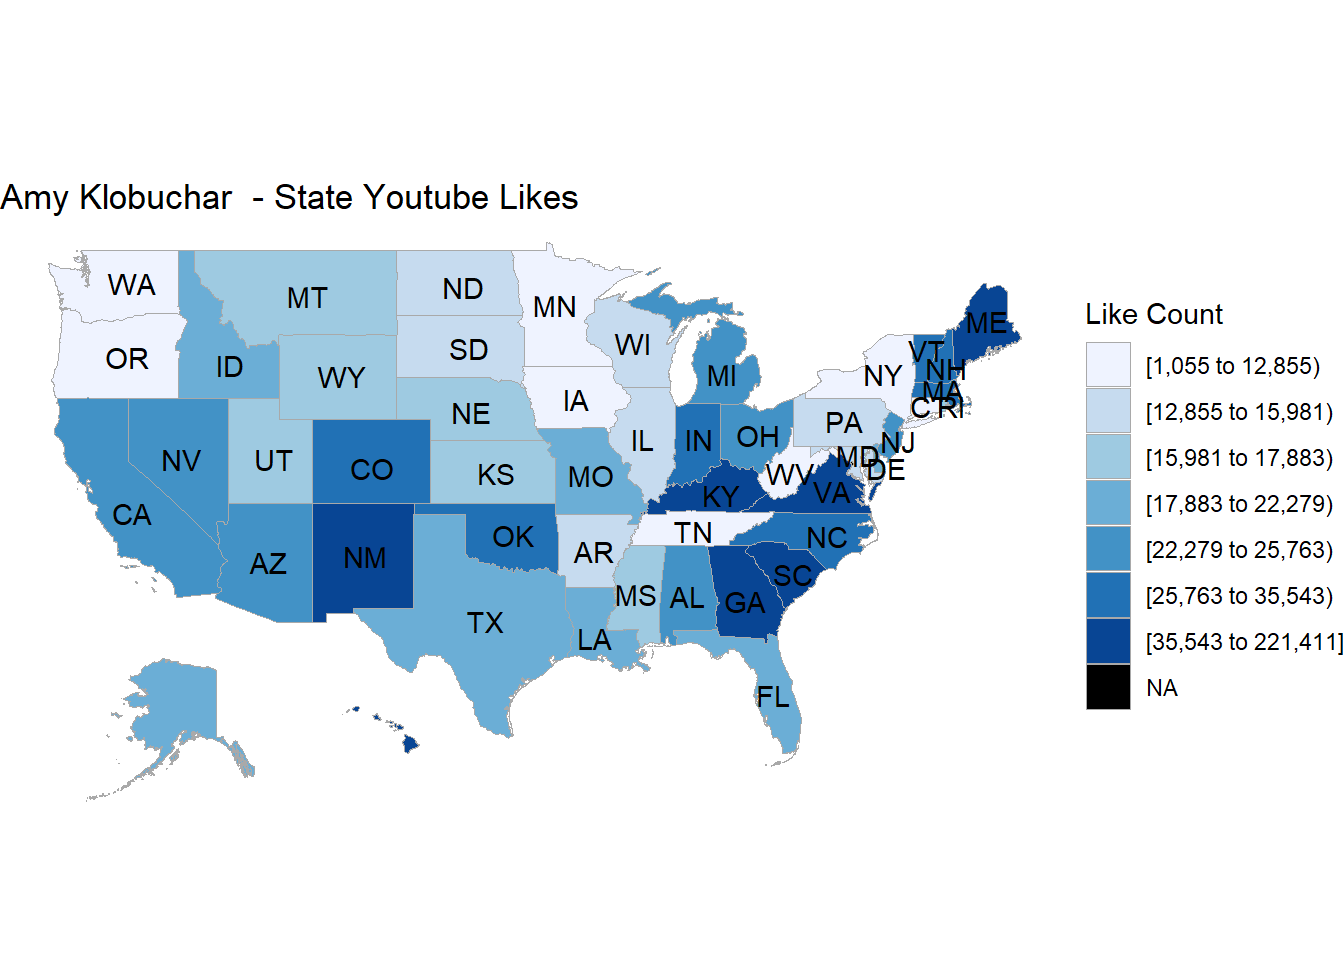 Amy Klobuchar  - State Youtube Likes
WA
MT
ND
MN
OR
ID
WY
SD
WI
MI
VT
ME
NH
NY
MA
CT
RI
IA
NE
IL
IN
OH
PA
NJ
NV
UT
CO
KS
MO
KY
WV
MD
DE
VA
CA
AZ
NM
OK
AR
TN
NC
TX
LA
MS
AL
GA
SC
FL
Like Count
[1,055 to 12,855)
[12,855 to 15,981)
[15,981 to 17,883)
[17,883 to 22,279)
[22,279 to 25,763)
[25,763 to 35,543)
[35,543 to 221,411]
NA